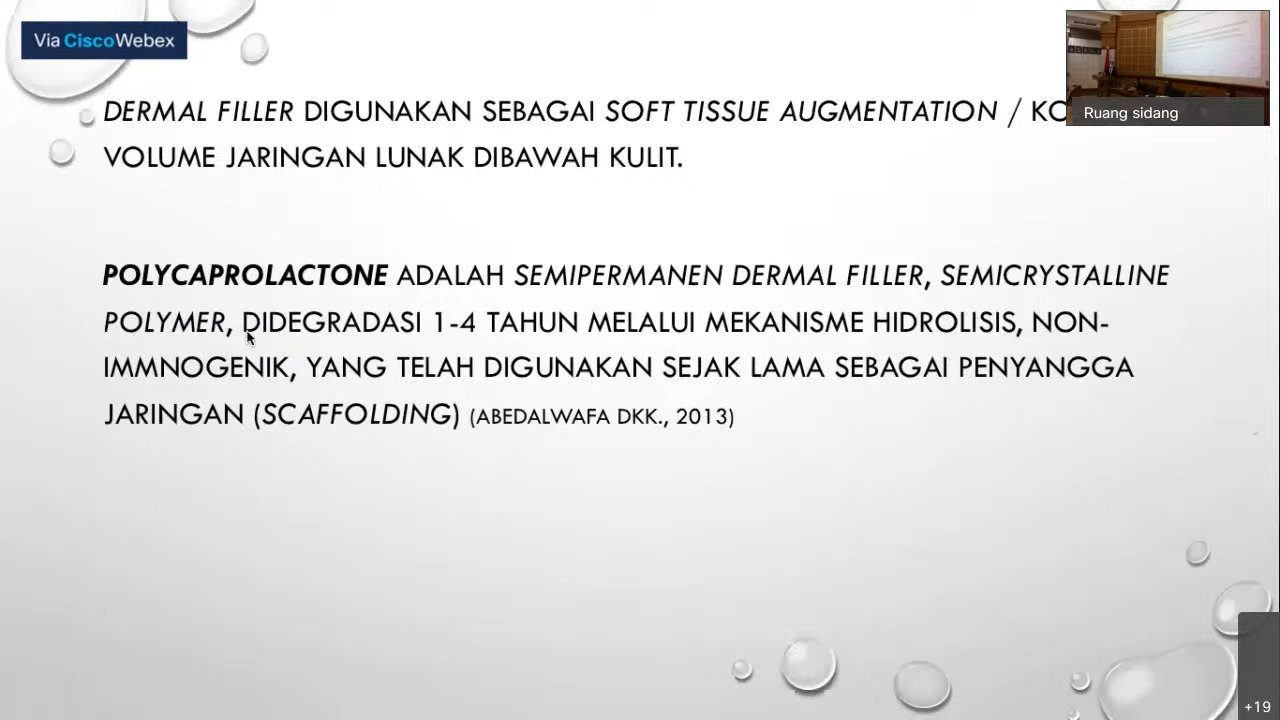 Via Cisco Webex
DERMAL FILLER DIGUNAKAN SEBAGAI SOFT TISSUE AUGMENTATION /
Ruang sidang
VOLUME JARINGAN LUNAK DIBAWAH KULIT.
POLYCAPROLACTONE ADALAH SEMIPERMANEN DERMAL FILLER, SEMICRYSTALLINE
POLYMER, DIDEGRADASI 1-4 TAHUN MELALUI MEKANISME HIDROLISIS, NON-
IMMNOGENIK, YANG TELAH DIGUNAKAN SEJAK LAMA SEBAGAI PENYANGGA
JARINGAN (SCAFFOLDING) (ABEDALWAFA DKK., 2013)
+19